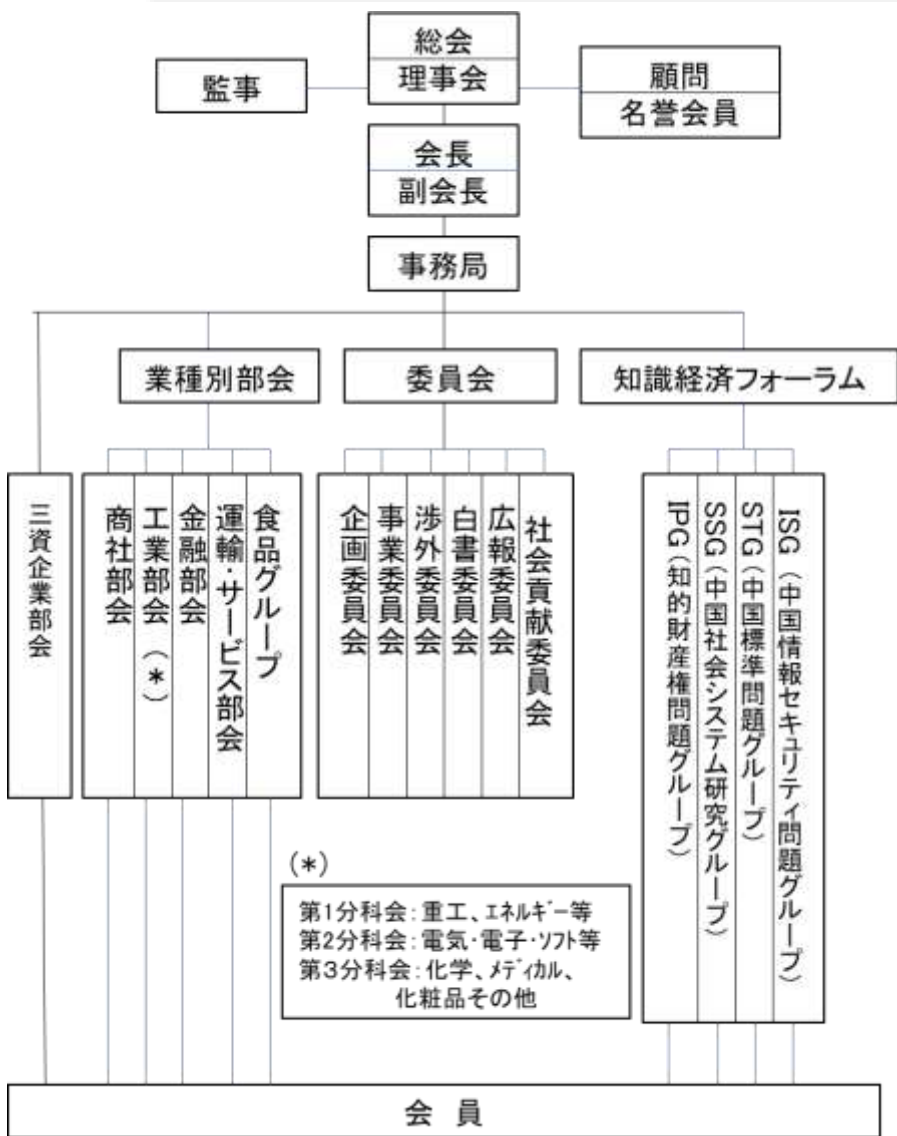 総会
理事会
監事
顧問
名誉会員
会長
副会長
事務局
業種別部会
委員会
知識経済フォーラム
三資企業部会
商社部会
工業部会（*）
金融部会
運輸・サービス部会
食品グループ
企画委員会
事業委員会
渉外委員会
白書委員会
広報委員会
社会貢献委員会
IPG（知的財産権問題グループ）
SSG（中国社会システム研究グループ）
STG（中国標準問題グループ）
ISG（中国情報セキュリティ問題グループ）
(*)
第1分科会：重工、ｴﾈﾙｷﾞｰ等
第2分科会：電気・電子・ｿﾌﾄ等
第3分科会：化学、ﾒﾃﾞｨｶﾙ、
化粧品その他
会 員